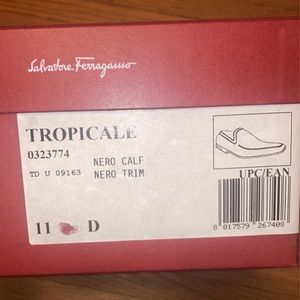 Salvatore Ferragamo
TROPICALE
0323774
TD U 09163
NERO CALF
NERO TRIM
UPC/EAN
11 D
8 017579 267408